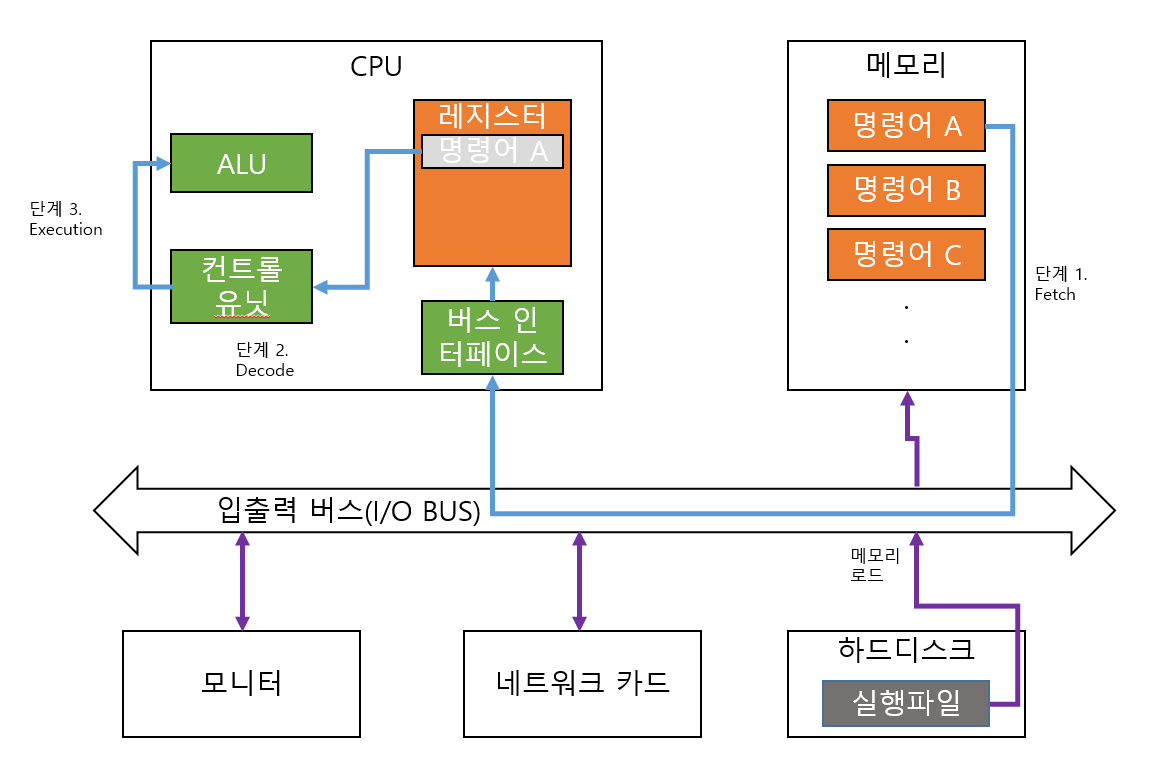 CPU
메모리
레지스터
명령어 A
ALU
컨트롤
유닛
버스 인
터페이스
단계 3.
Execution
단계 2.
Decode
명령어 A
명령어 B
명령어 C
.
.
단계 1.
Fetch
입출력 버스(I/O BUS)
메모리
로드
모니터
네트워크 카드
하드디스크
실행파일